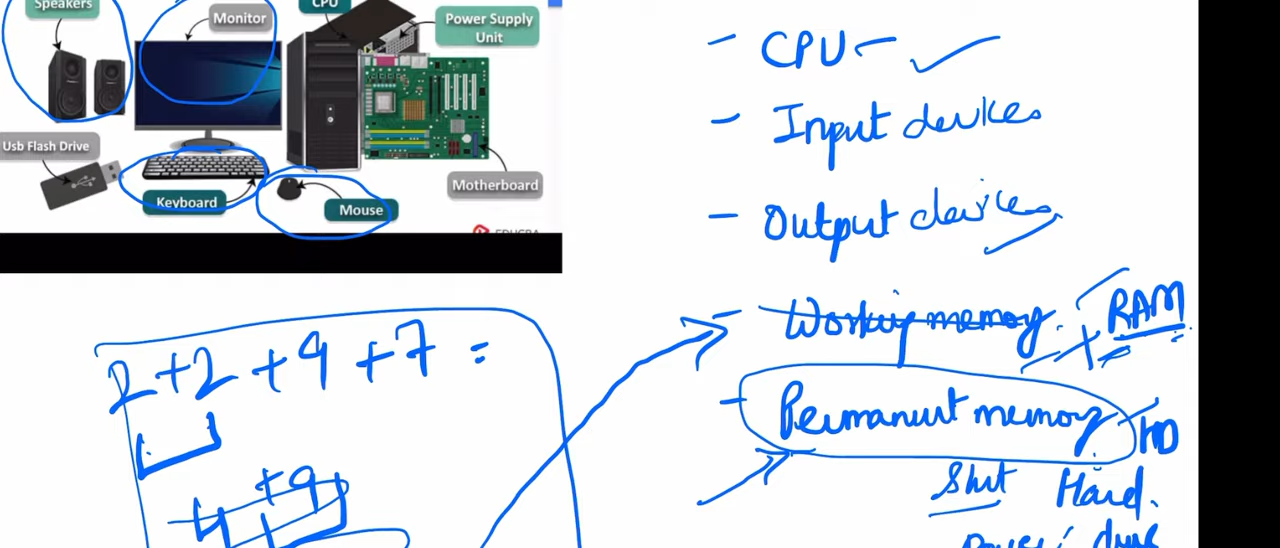 Speakers
Monitor
CPU
Power Supply
Unit
Usb Flash Drive
Keyboard
Mouse
Motherboard
- CPU
- Input devices
- Output devices
- Working memory. RAM
- Permanent memory HD
Shut Hard.
2+2+9+7=
+9
4